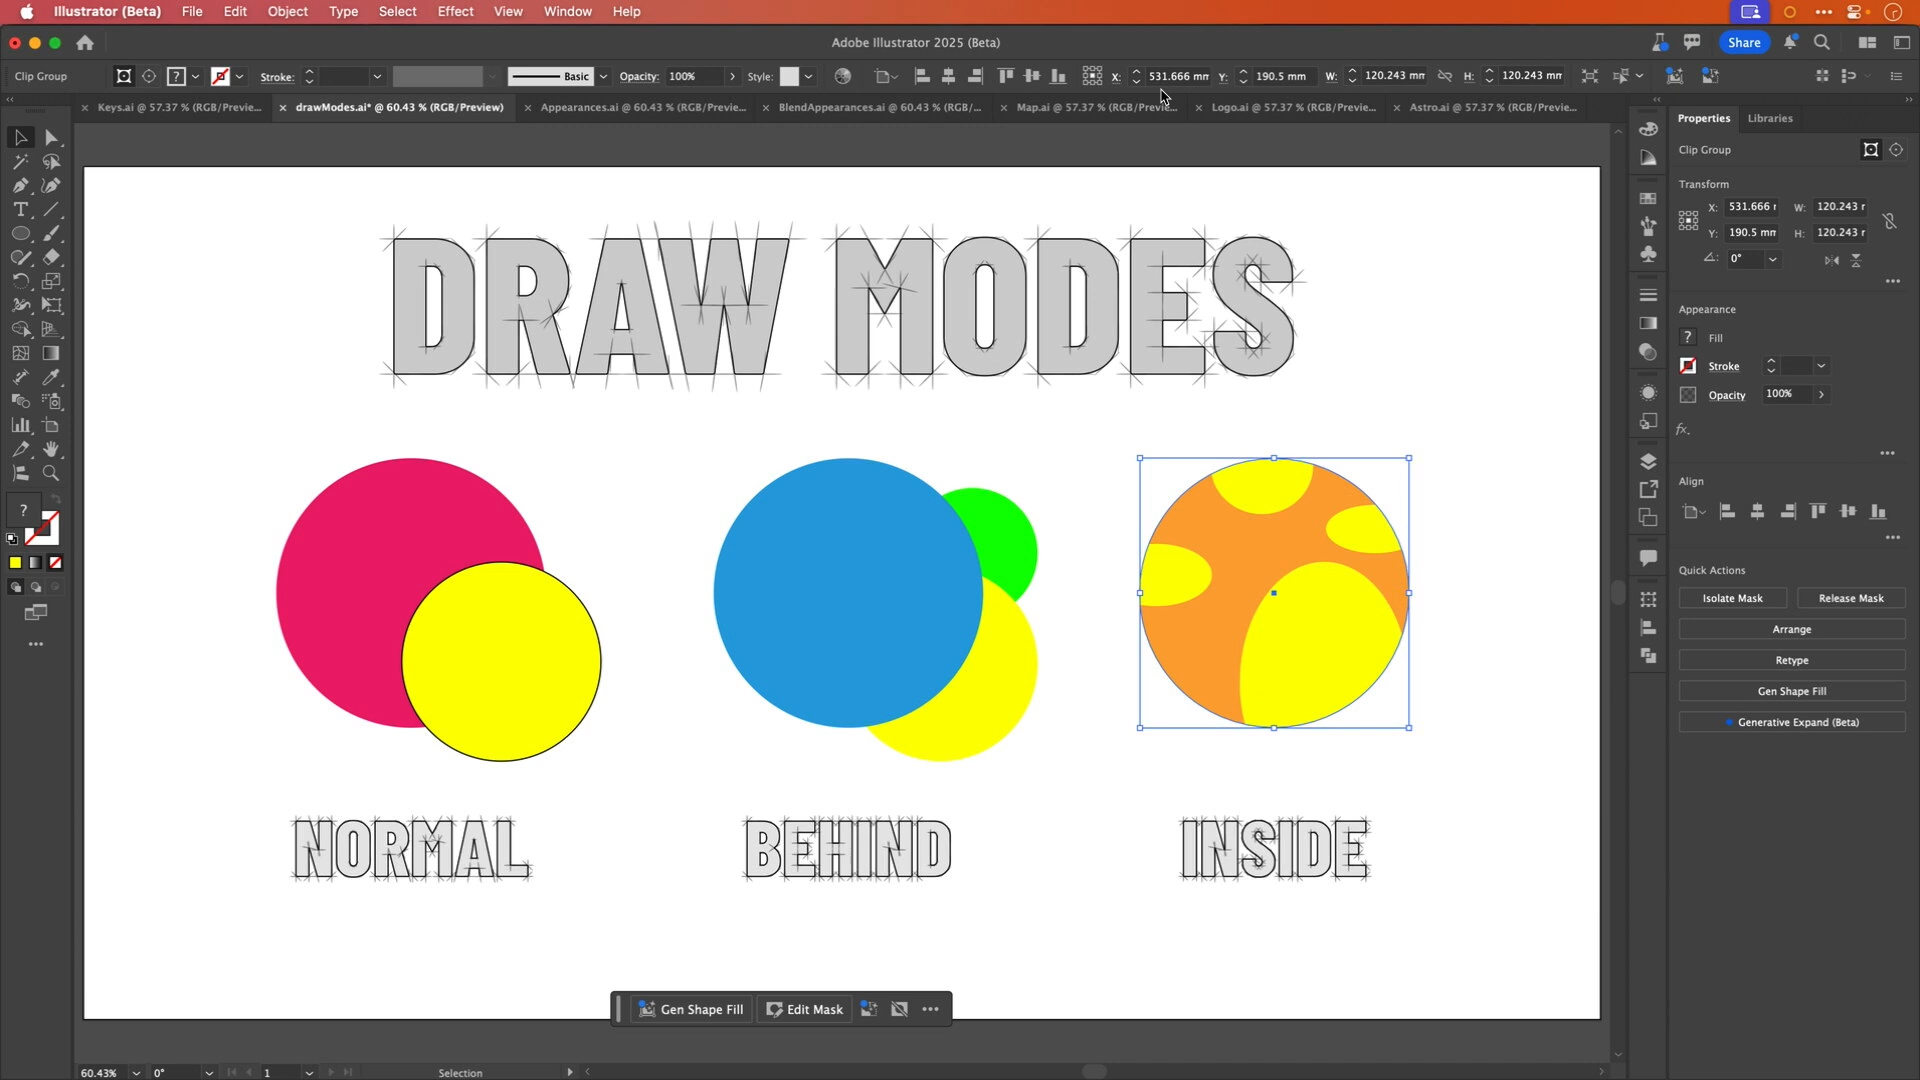 Illustrator (Beta) File Edit Object Type Select Effect View Window Help
Adobe Illustrator 2025 (Beta)
Share
Clip Group ? Stroke: Basic Opacity: 100% Style: X: 531.666 mm Y: 190.5 mm W: 120.243 mm H: 120.243 mm
Keys.ai @ 57.37 % (RGB/Previe... drawModes.ai* @ 60.43 % (RGB/Preview) Appearances.ai @ 60.43 % (RGB/Previe... BlendAppearances.ai @ 60.43 % (RGB/... Map.ai @ 57.37 % (RGB/Previe... Logo.ai @ 57.37 % (RGB/Previe... Astro.ai @ 57.37 % (RGB/Previe...
Properties Libraries
Clip Group
Transform
X: 531.666 r W: 120.243 r
Y: 190.5 mm H: 120.243 r
0°
Appearance
? Fill
Stroke
Opacity 100%
fx.
Align
Quick Actions
Isolate Mask Release Mask
Arrange
Retype
Gen Shape Fill
Generative Expand (Beta)
?
DRAW MODES
NORMAL BEHIND INSIDE
Gen Shape Fill Edit Mask
60.43% 0° 1 Selection